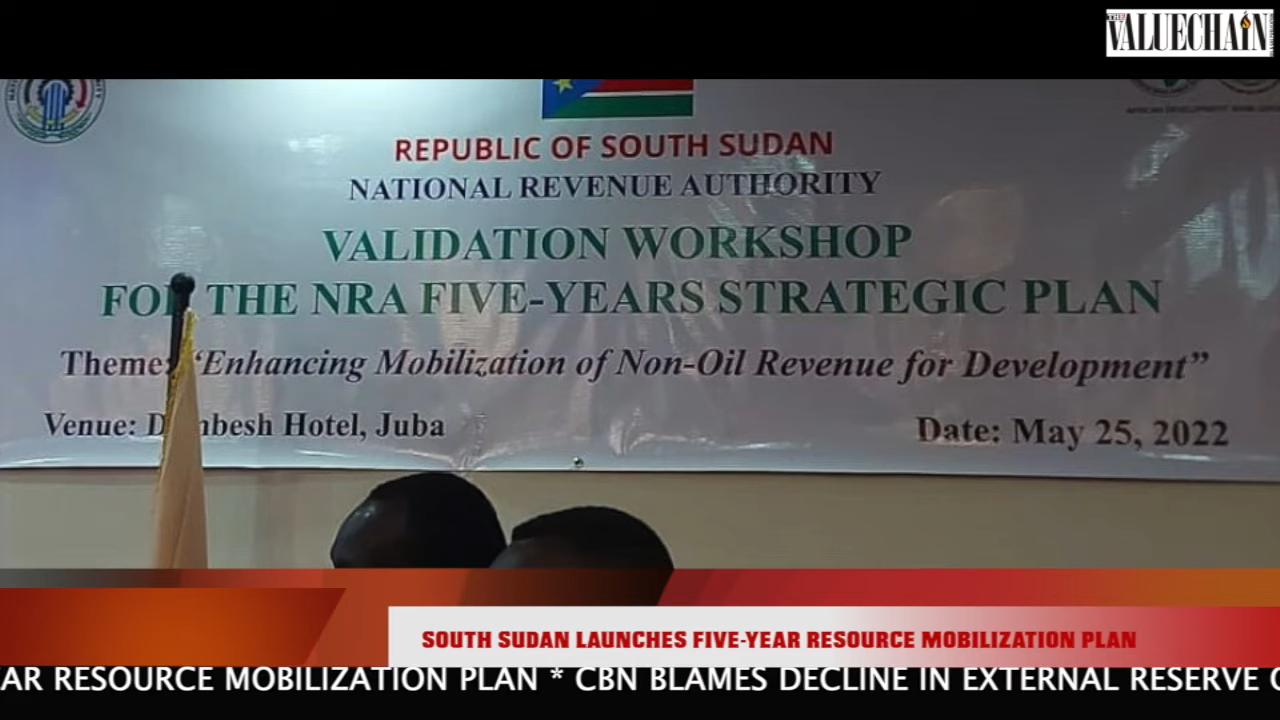 THE
VALUECHAIN
REPUBLIC OF SOUTH SUDAN
NATIONAL REVENUE AUTHORITY
VALIDATION WORKSHOP
FOR THE NRA FIVE-YEARS STRATEGIC PLAN
Theme: "Enhancing Mobilization of Non-Oil Revenue for Development"
Venue: Hotel, Juba
Date: May 25, 2022
SOUTH SUDAN LAUNCHES FIVE-YEAR RESOURCE MOBILIZATION PLAN
AR RESOURCE MOBILIZATION PLAN * CBN BLAMES DECLINE IN EXTERNAL RESERVE